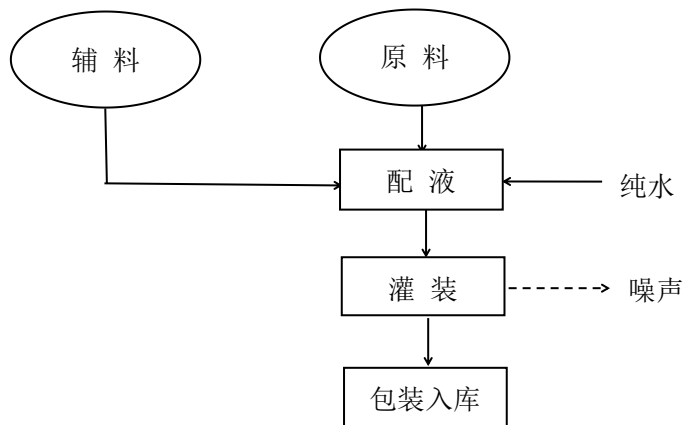 辅 料
原 料
配 液
纯水
灌 装
噪声
包装入库